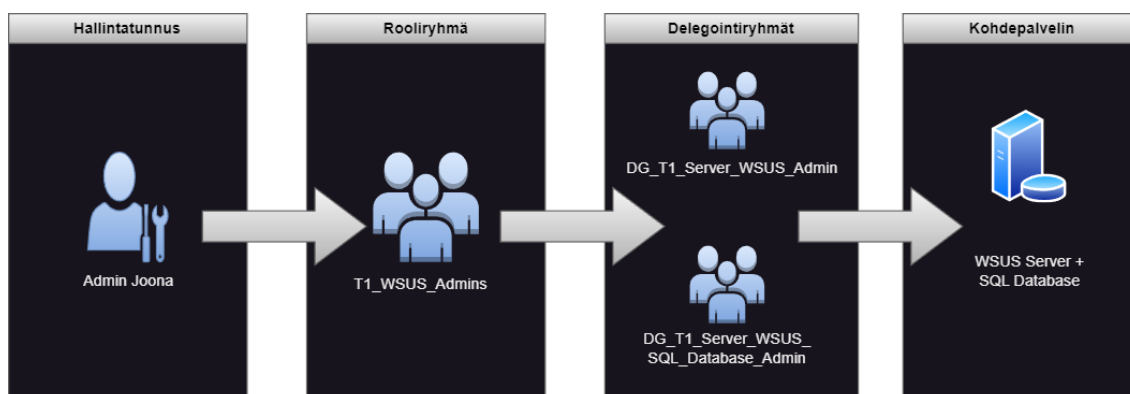 Hallintatunnus
Admin Joona
Rooliryhmä
T1_WSUS_Admins
Delegointiryhmät
DG_T1_Server_WSUS_Admin
DG_T1_Server_WSUS_
SQL_Database_Admin
Kohdepalvelin
WSUS Server +
SQL Database